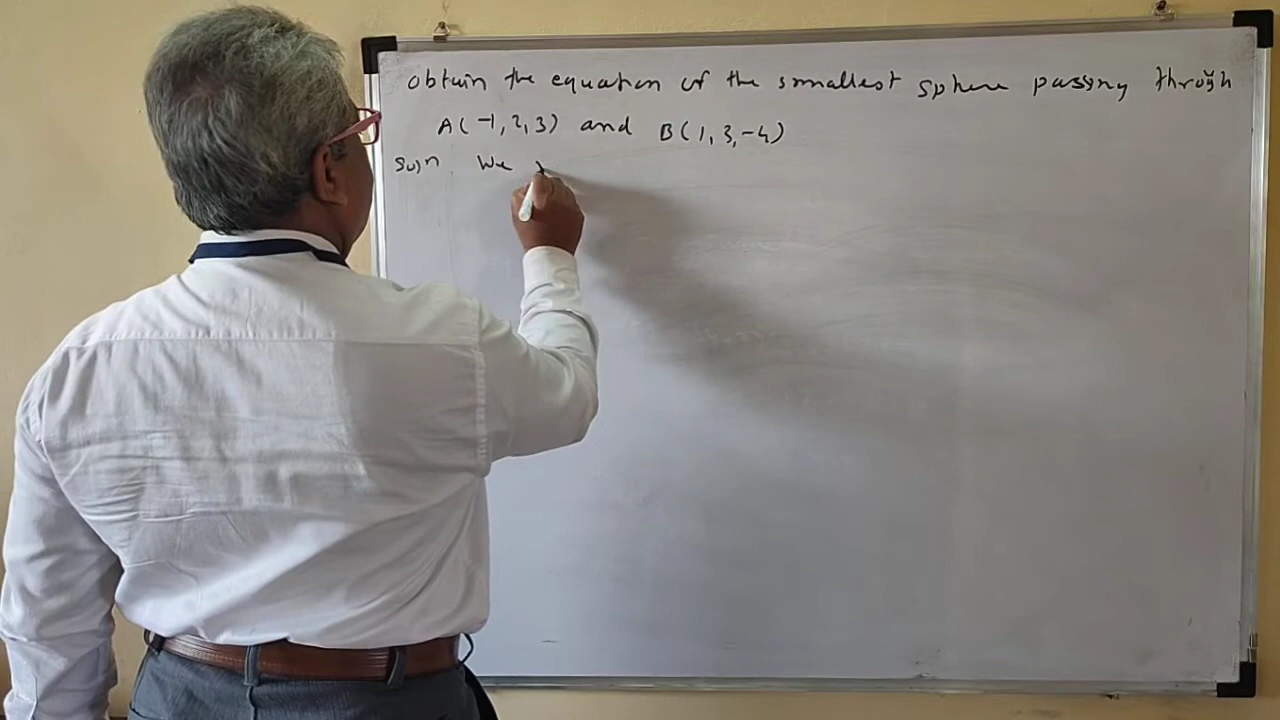 obtain the equation of the smallest sphere passing through
A(-1,2,3) and B(1,3,-4)
Soln We